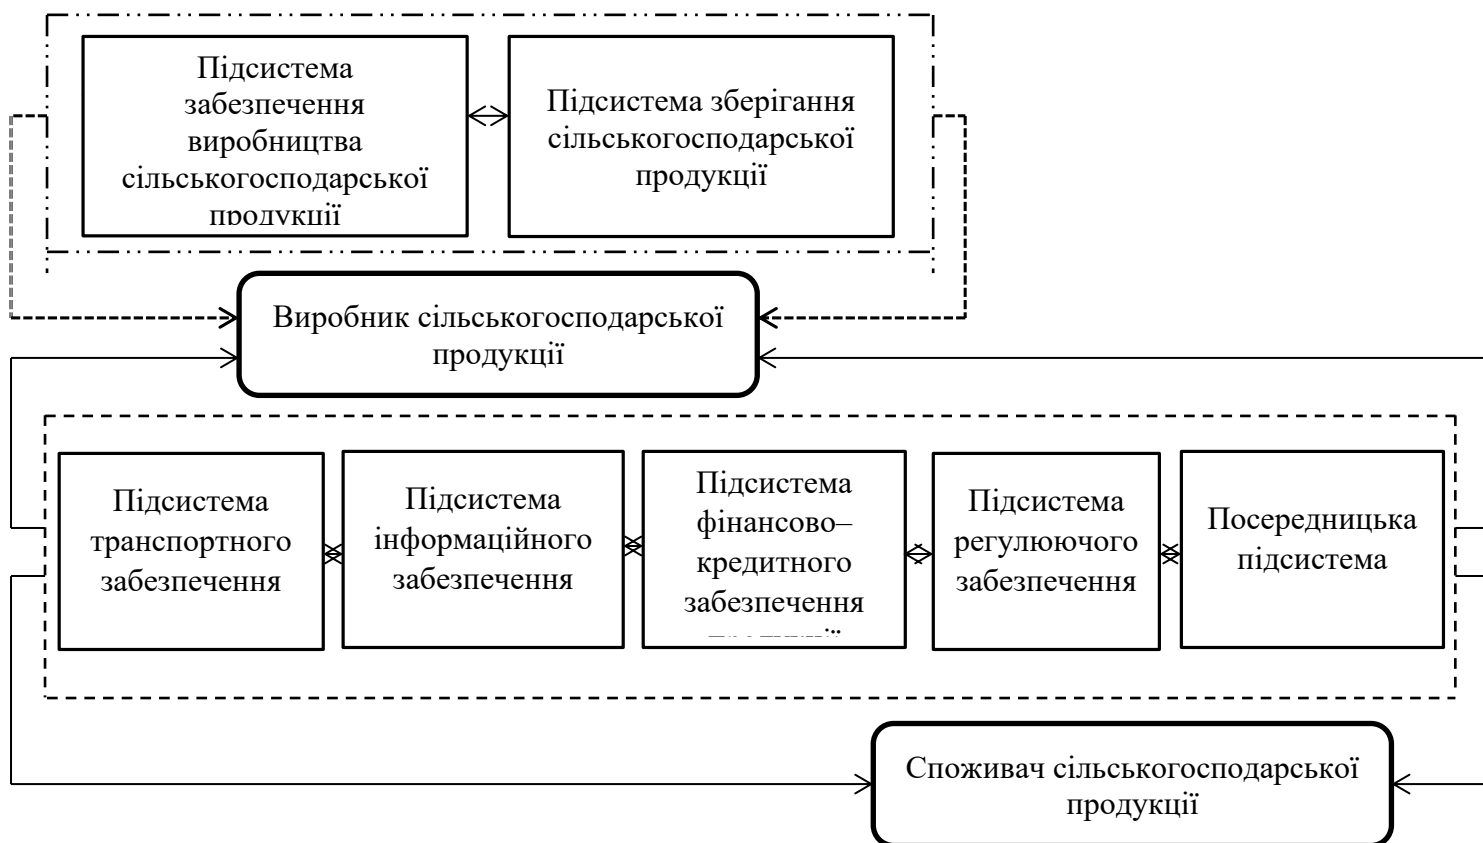 Підсистема
забезпечення
виробництва
сільськогосподарської
продукції
Підсистема зберігання
сільськогосподарської
продукції
Виробник сільськогосподарської
продукції
Підсистема
транспортного
забезпечення
Підсистема
інформаційного
забезпечення
Підсистема
фінансово–
кредитного
забезпечення
Підсистема
регулюючого
забезпечення
Посередницька
підсистема
Споживач сільськогосподарської
продукції